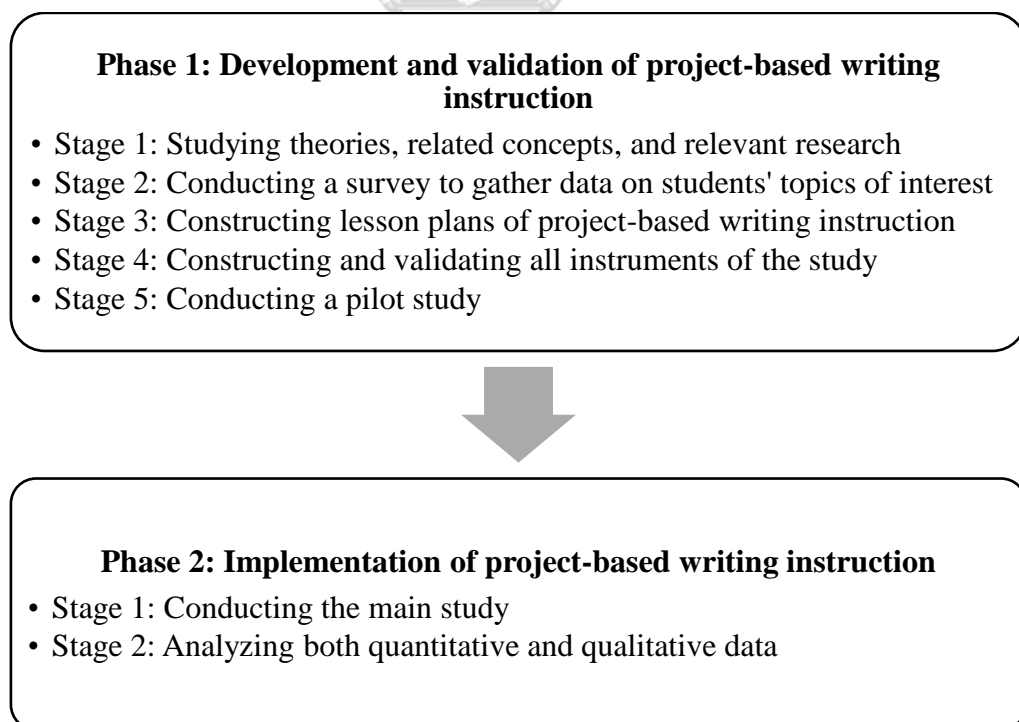 Phase 1: Development and validation of project-based writing
instruction
• Stage 1: Studying theories, related concepts, and relevant research
• Stage 2: Conducting a survey to gather data on students' topics of interest
• Stage 3: Constructing lesson plans of project-based writing instruction
• Stage 4: Constructing and validating all instruments of the study
• Stage 5: Conducting a pilot study
Phase 2: Implementation of project-based writing instruction
• Stage 1: Conducting the main study
• Stage 2: Analyzing both quantitative and qualitative data